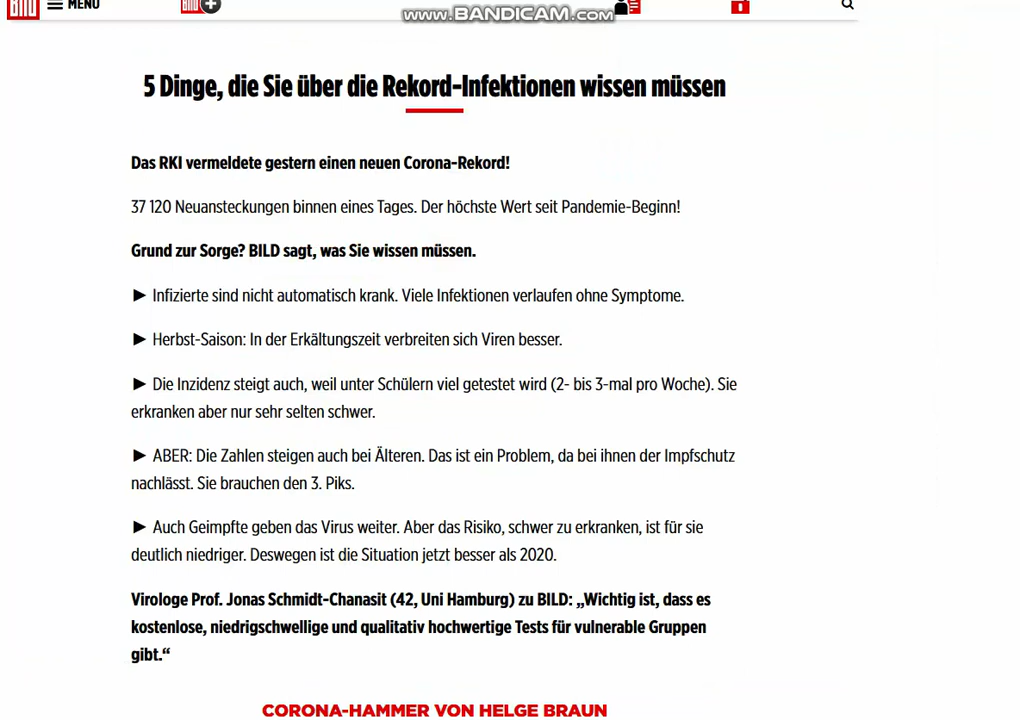 BILD
MENÜ
BILD +
www.BANDICAM.com
5 Dinge, die Sie über die Rekord-Infektionen wissen müssen
Das RKI vermeldete gestern einen neuen Corona-Rekord!
37 120 Neuansteckungen binnen eines Tages. Der höchste Wert seit Pandemie-Beginn!
Grund zur Sorge? BILD sagt, was Sie wissen müssen.
► Infizierte sind nicht automatisch krank. Viele Infektionen verlaufen ohne Symptome.
► Herbst-Saison: In der Erkältungszeit verbreiten sich Viren besser.
► Die Inzidenz steigt auch, weil unter Schülern viel getestet wird (2- bis 3-mal pro Woche). Sie
erkranken aber nur sehr selten schwer.
► ABER: Die Zahlen steigen auch bei Älteren. Das ist ein Problem, da bei ihnen der Impfschutz
nachlässt. Sie brauchen den 3. Piks.
► Auch Geimpfte geben das Virus weiter. Aber das Risiko, schwer zu erkranken, ist für sie
deutlich niedriger. Deswegen ist die Situation jetzt besser als 2020.
Virologe Prof. Jonas Schmidt-Chanasit (42, Uni Hamburg) zu BILD: „Wichtig ist, dass es
kostenlose, niedrigschwellige und qualitativ hochwertige Tests für vulnerable Gruppen
gibt.“
CORONA-HAMMER VON HELGE BRAUN